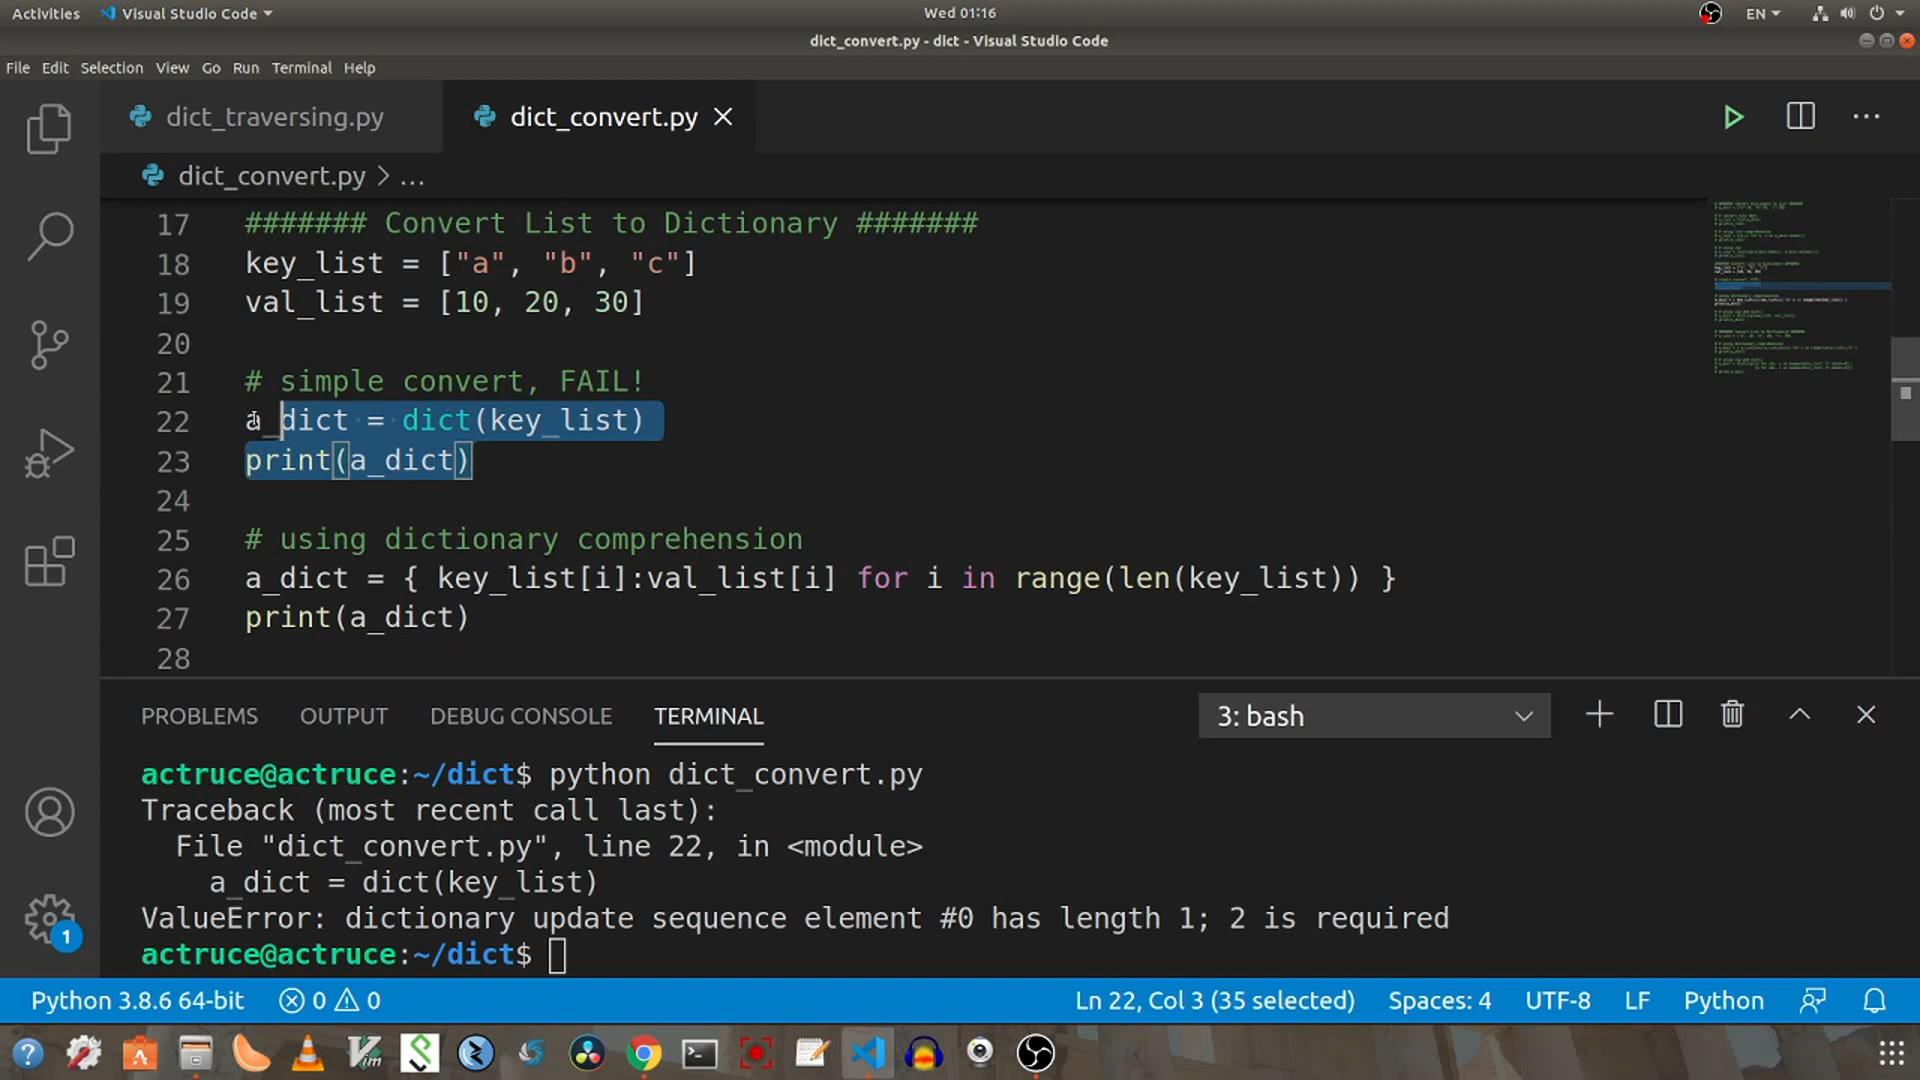 Activities Visual Studio Code Wed 01:16 EN
dict_convert.py - dict - Visual Studio Code
File Edit Selection View Go Run Terminal Help
dict_traversing.py dict_convert.py
dict_convert.py > ...
17 ####### Convert List to Dictionary #######
18 key_list = ["a", "b", "c"]
19 val_list = [10, 20, 30]
20
21 # simple convert, FAIL!
22 a_dict = dict(key_list)
23 print(a_dict)
24
25 # using dictionary comprehension
26 a_dict = { key_list[i]:val_list[i] for i in range(len(key_list)) }
27 print(a_dict)
28
PROBLEMS OUTPUT DEBUG CONSOLE TERMINAL 3: bash
actruce@actruce:~/dict$ python dict_convert.py
Traceback (most recent call last):
File "dict_convert.py", line 22, in <module>
a_dict = dict(key_list)
ValueError: dictionary update sequence element #0 has length 1; 2 is required
actruce@actruce:~/dict$
1
Python 3.8.6 64-bit 0 0 Ln 22, Col 3 (35 selected) Spaces: 4 UTF-8 LF Python